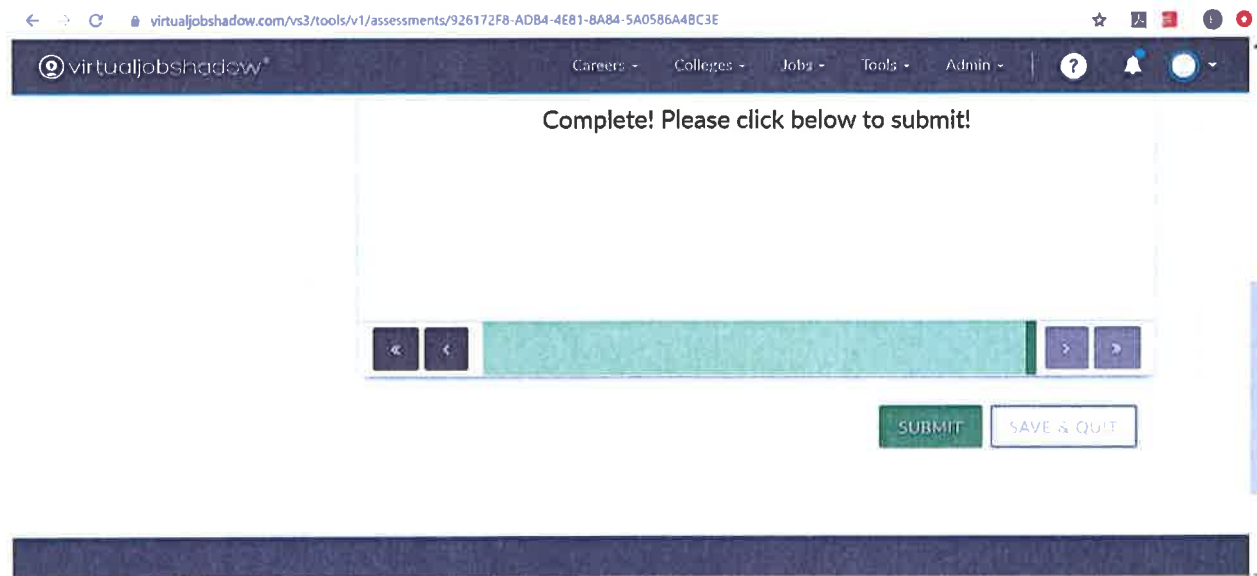 virtualjobshadow.com/vs3/tools/v1/assessments/926172F8-ADB4-4E81-8A84-5A0586A4BC3E
virtualjobshadow Careers Colleges Jobs Tools Admin ?
Complete! Please click below to submit!
« ‹ › »
SUBMIT SAVE & QUIT